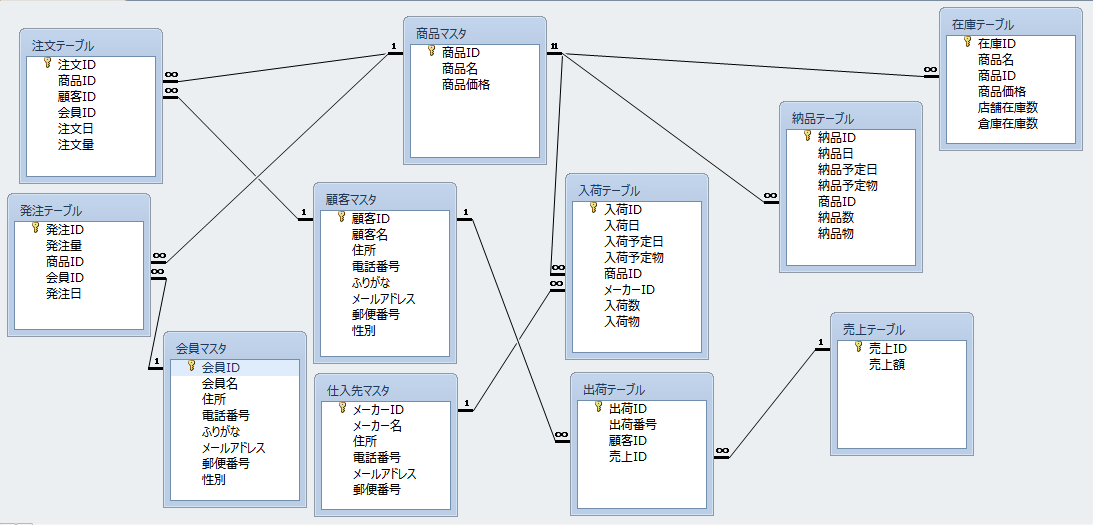 注文テーブル
注文ID
商品ID
顧客ID
会員ID
注文日
注文量
商品マスタ
商品ID
商品名
商品価格
在庫テーブル
在庫ID
商品名
商品ID
商品価格
店舗在庫数
倉庫在庫数
納品テーブル
納品ID
納品日
納品予定日
納品予定物
商品ID
納品数
納品物
発注テーブル
発注ID
発注量
商品ID
会員ID
発注日
顧客マスタ
顧客ID
顧客名
住所
電話番号
ふりがな
メールアドレス
郵便番号
性別
入荷テーブル
入荷ID
入荷日
入荷予定日
入荷予定物
商品ID
メーカーID
入荷数
入荷物
会員マスタ
会員ID
会員名
住所
電話番号
ふりがな
メールアドレス
郵便番号
性別
仕入先マスタ
メーカーID
メーカー名
住所
電話番号
メールアドレス
郵便番号
出荷テーブル
出荷ID
出荷番号
顧客ID
売上ID
売上テーブル
売上ID
売上額
1
11
1
1
1
1
1
∞
∞
∞
∞
∞
∞
∞
∞
∞
∞